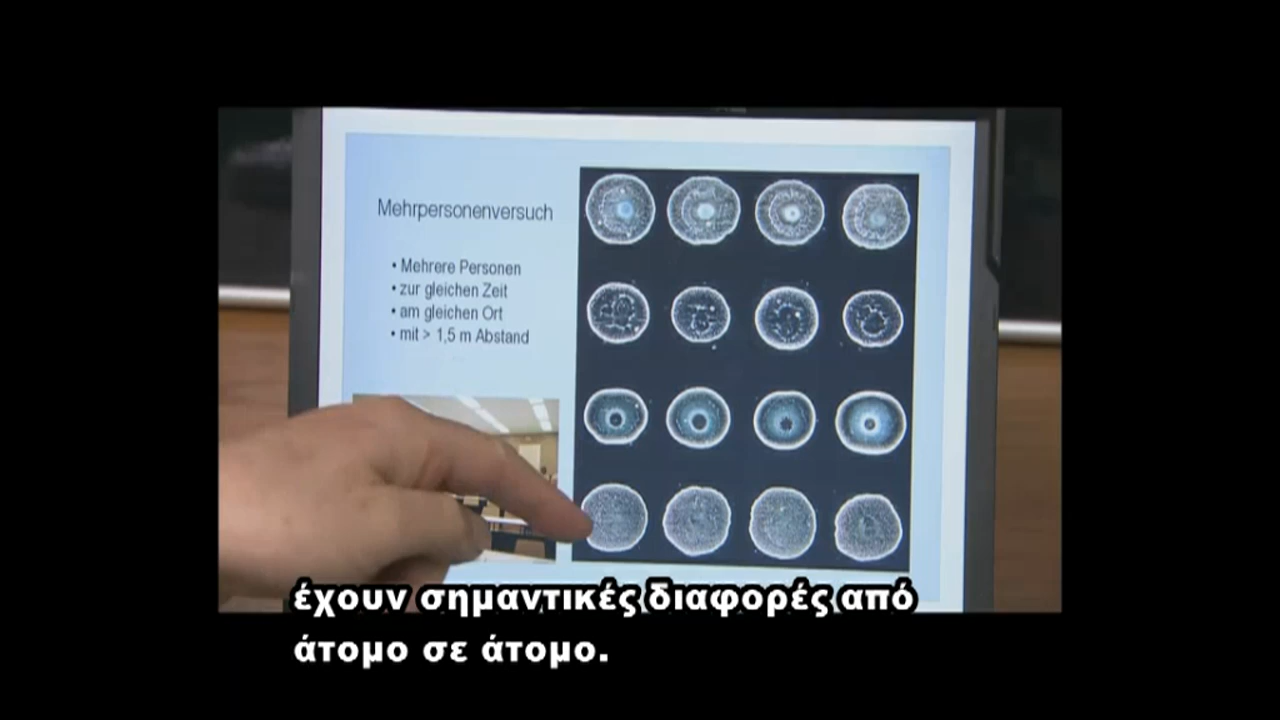 Mehrpersonenversuch
• Mehrere Personen
• zur gleichen Zeit
• am gleichen Ort
• mit > 1,5 m Abstand
έχουν σημαντικές διαφορές από
άτομο σε άτομο.